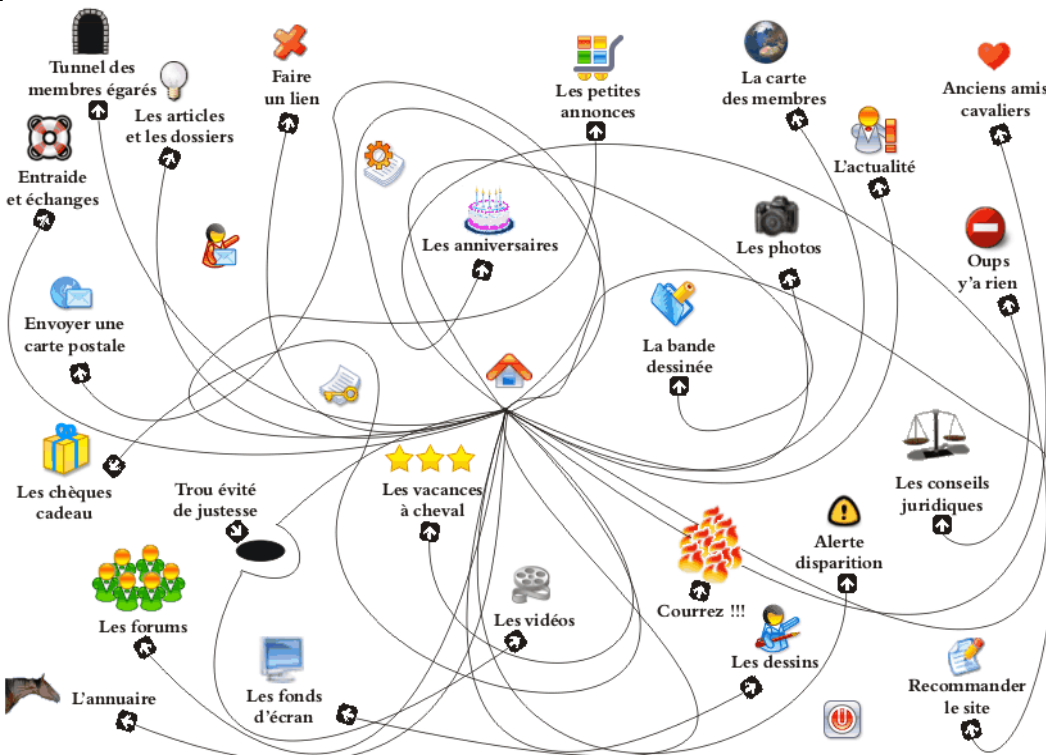 Tunnel des
membres égarés
Les articles
et les dossiers
Faire
un lien
Les petites
annonces
La carte
des membres
Anciens amis
cavaliers
L'actualité
Entraide
et échanges
Les anniversaires
Les photos
Oups
y'a rien
Envoyer une
carte postale
La bande
dessinée
Les chèques
cadeau
Trou évité
de justesse
Les vacances
à cheval
Les conseils
juridiques
Alerte
disparition
Les forums
Les vidéos
Courrez !!!
Les dessins
L'annuaire
Les fonds
d'écran
Recommander
le site